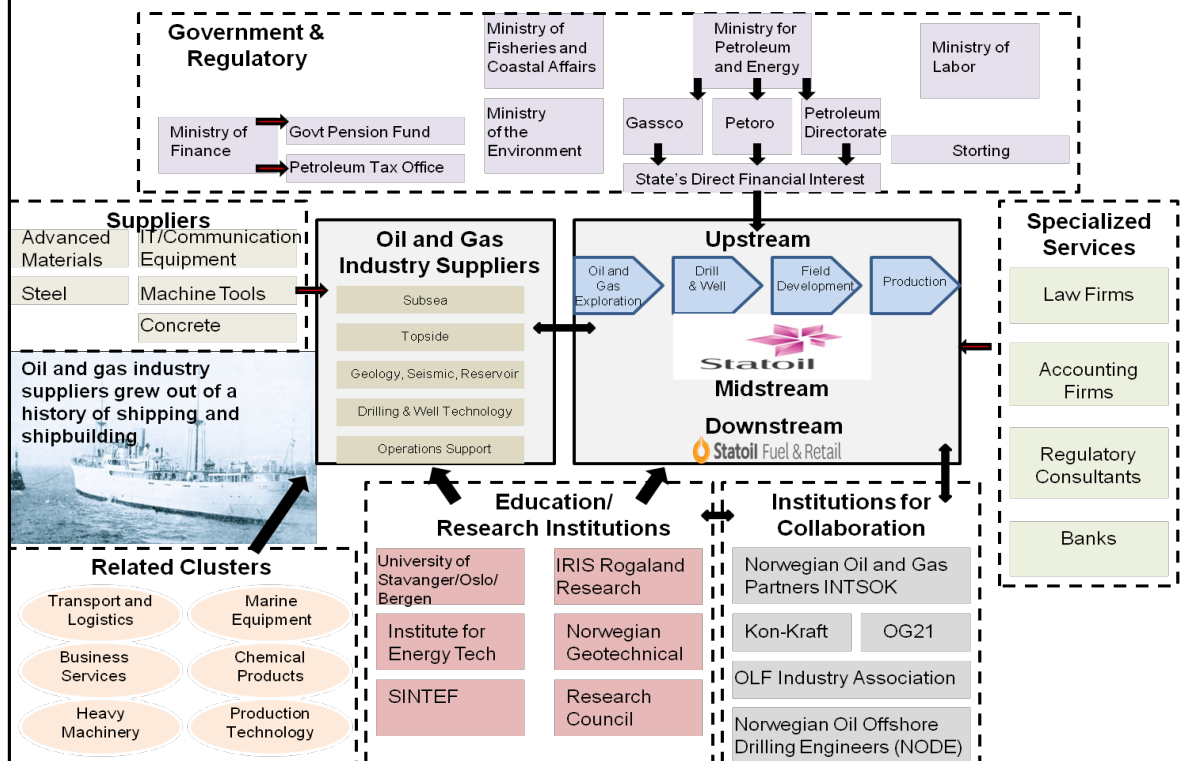 Government &
Regulatory
Ministry of
Fisheries and
Coastal Affairs
Ministry for
Petroleum
and Energy
Ministry of
Labor
Ministry of
Finance
Govt Pension Fund
Petroleum Tax Office
Ministry
of the
Environment
Gassco
Petoro
Petroleum
Directorate
Storting
State's Direct Financial Interest
Suppliers
Advanced
Materials
IT/Communication
Equipment
Steel
Machine Tools
Concrete
Oil and gas industry
suppliers grew out of a
history of shipping and
shipbuilding
Oil and Gas
Industry Suppliers
Subsea
Topside
Geology, Seismic, Reservoir
Drilling & Well Technology
Operations Support
Upstream
Oil and
Gas
Exploration
Drill
& Well
Field
Development
Production
Statoil
Midstream
Downstream
Statoil Fuel & Retail
Specialized
Services
Law Firms
Accounting
Firms
Regulatory
Consultants
Banks
Related Clusters
Transport and
Logistics
Marine
Equipment
Business
Services
Chemical
Products
Heavy
Machinery
Production
Technology
Education/
Research Institutions
University of
Stavanger/Oslo/
Bergen
IRIS Rogaland
Research
Institute for
Energy Tech
Norwegian
Geotechnical
SINTEF
Research
Council
Institutions for
Collaboration
Norwegian Oil and Gas
Partners INTSOK
Kon-Kraft
OG21
OLF Industry Association
Norwegian Oil Offshore
Drilling Engineers (NODE)